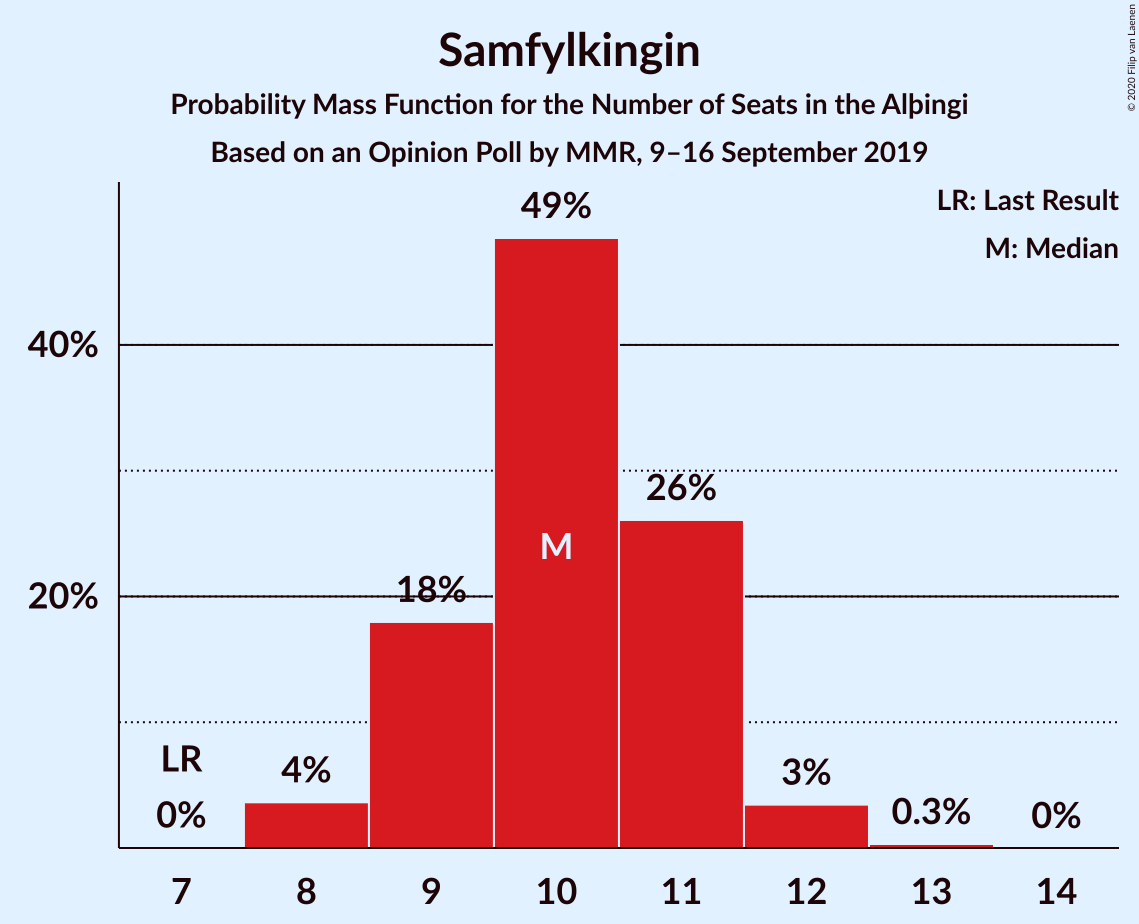 Samfylkingin
Probability Mass Function for the Number of Seats in the Alþingi
Based on an Opinion Poll by MMR, 9–16 September 2019
© 2020 Filip van Laenen
LR: Last Result
M: Median
49%
40%
26%
M
18%
20%
LR
0%
4%
3%
0.3%
0%
7 8 9 10 11 12 13 14